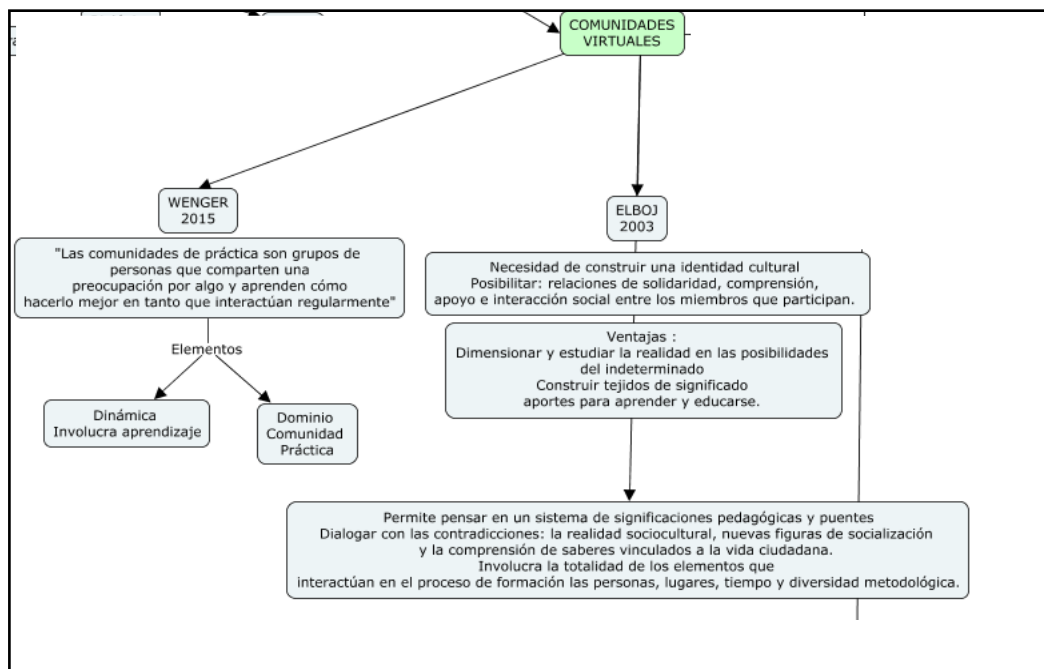 COMUNIDADES
VIRTUALES
WENGER
2015
ELBOJ
2003
"Las comunidades de práctica son grupos de
personas que comparten una
preocupación por algo y aprenden cómo
hacerlo mejor en tanto que interactúan regularmente"
Necesidad de construir una identidad cultural
Posibilitar: relaciones de solidaridad, comprensión,
apoyo e interacción social entre los miembros que participan.
Elementos
Ventajas :
Dimensionar y estudiar la realidad en las posibilidades
del indeterminado
Construir tejidos de significado
aportes para aprender y educarse.
Dinámica
Involucra aprendizaje
Dominio
Comunidad
Práctica
Permite pensar en un sistema de significaciones pedagógicas y puentes
Dialogar con las contradicciones: la realidad sociocultural, nuevas figuras de socialización
y la comprensión de saberes vinculados a la vida ciudadana.
Involucra la totalidad de los elementos que
interactúan en el proceso de formación las personas, lugares, tiempo y diversidad metodológica.